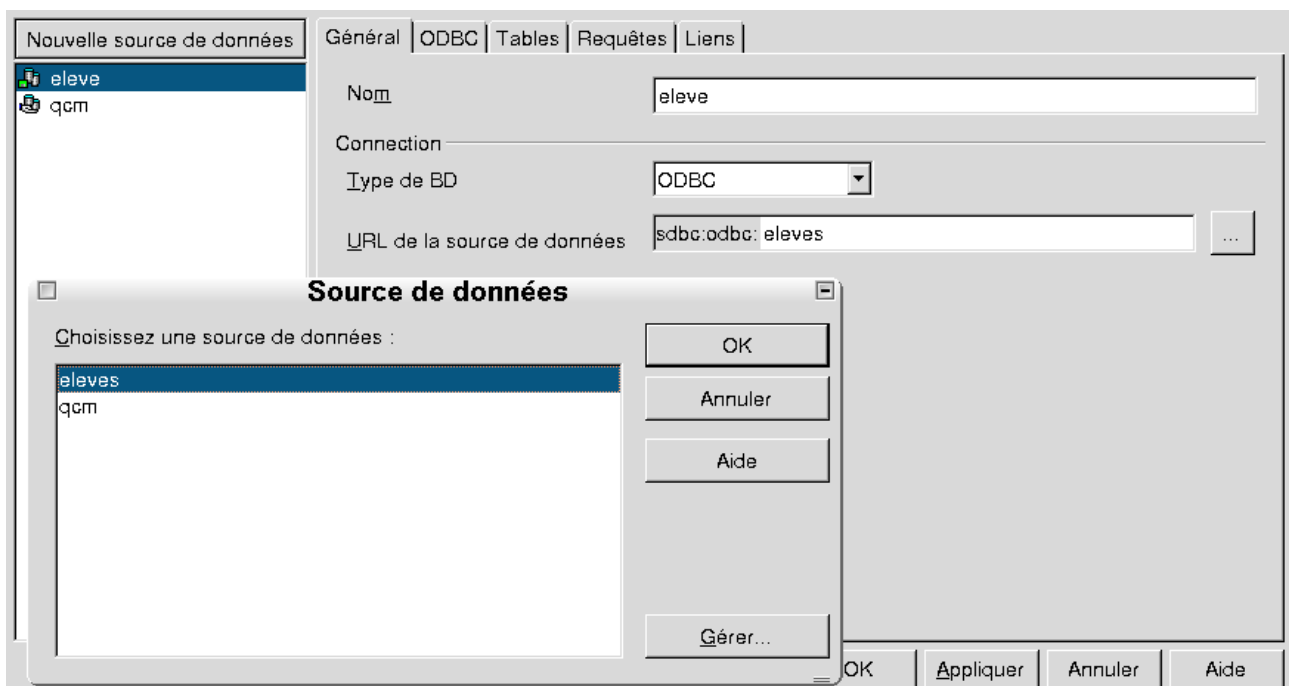 Nouvelle source de données
eleve
qcm
Général ODBC Tables Requêtes Liens
Nom eleve
Connection
Type de BD ODBC
URL de la source de données sdbc:odbc: eleves ...
Source de données
Choisissez une source de données :
eleves
qcm
OK
Annuler
Aide
Gérer...
OK Appliquer Annuler Aide